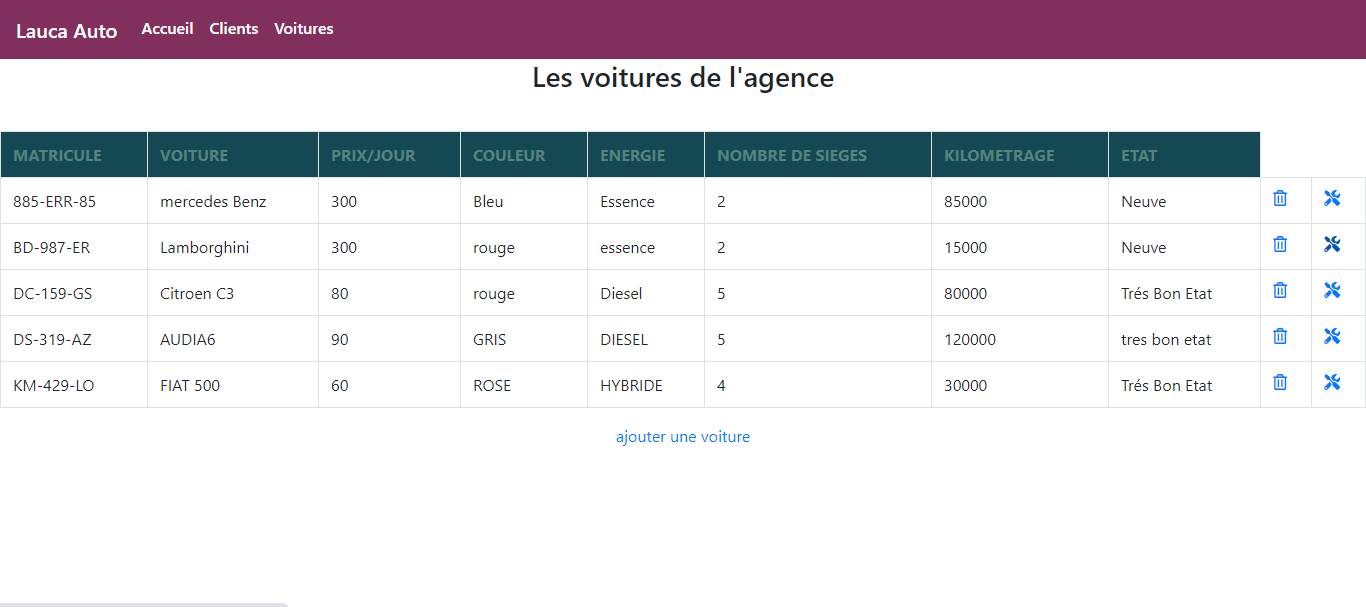 Lauca Auto Accueil Clients Voitures
Les voitures de l'agence
MATRICULE VOITURE PRIX/JOUR COULEUR ENERGIE NOMBRE DE SIEGES KILOMETRAGE ETAT
885-ERR-85 mercedes Benz 300 Bleu Essence 2 85000 Neuve
BD-987-ER Lamborghini 300 rouge essence 2 15000 Neuve
DC-159-GS Citroen C3 80 rouge Diesel 5 80000 Trés Bon Etat
DS-319-AZ AUDIA6 90 GRIS DIESEL 5 120000 tres bon etat
KM-429-LO FIAT 500 60 ROSE HYBRIDE 4 30000 Trés Bon Etat
ajouter une voiture